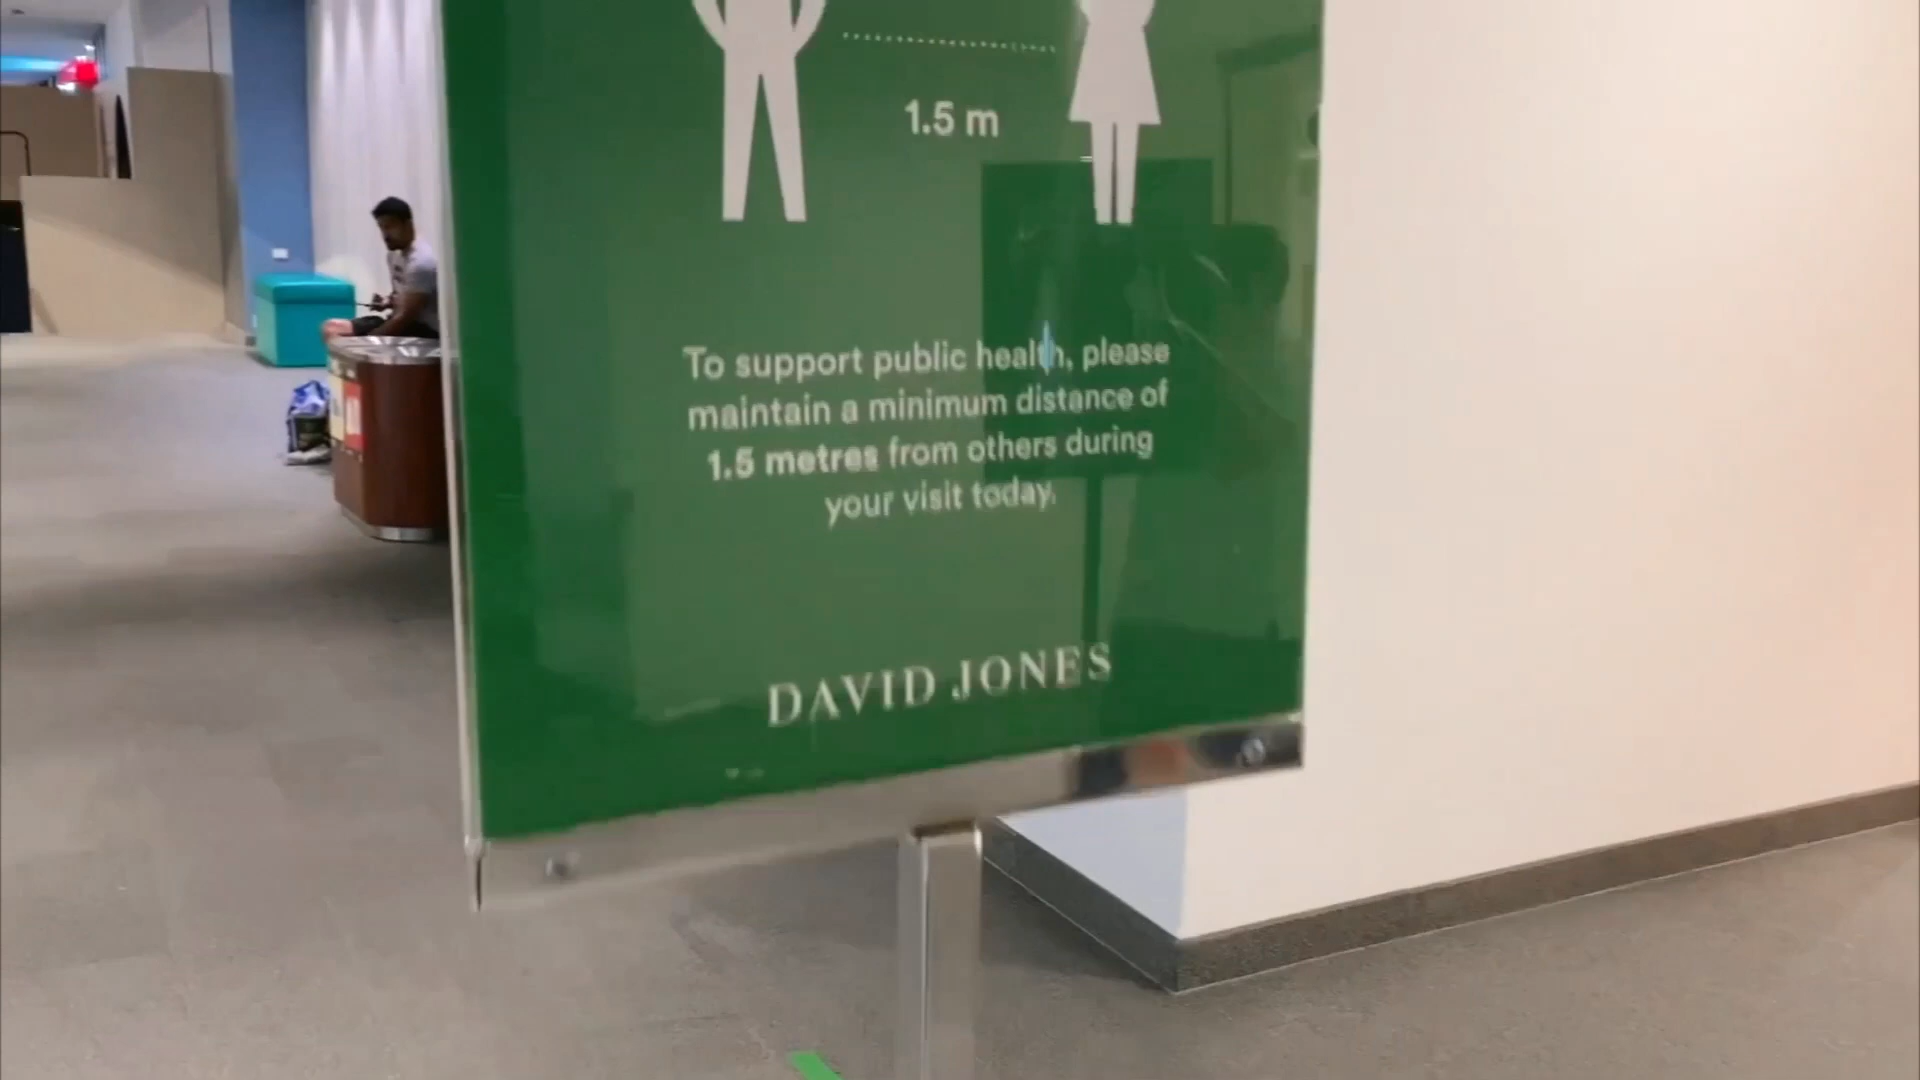 1.5 m
To support public health, please
maintain a minimum distance of
1.5 metres from others during
your visit today.
DAVID JONES